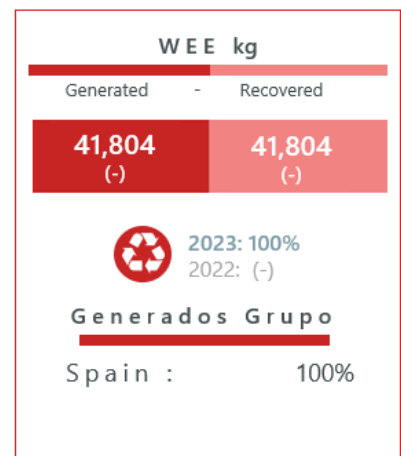 WEE kg
Generated - Recovered
41,804 41,804
(-) (-)
2023: 100%
2022: (-)
Generados Grupo
Spain : 100%